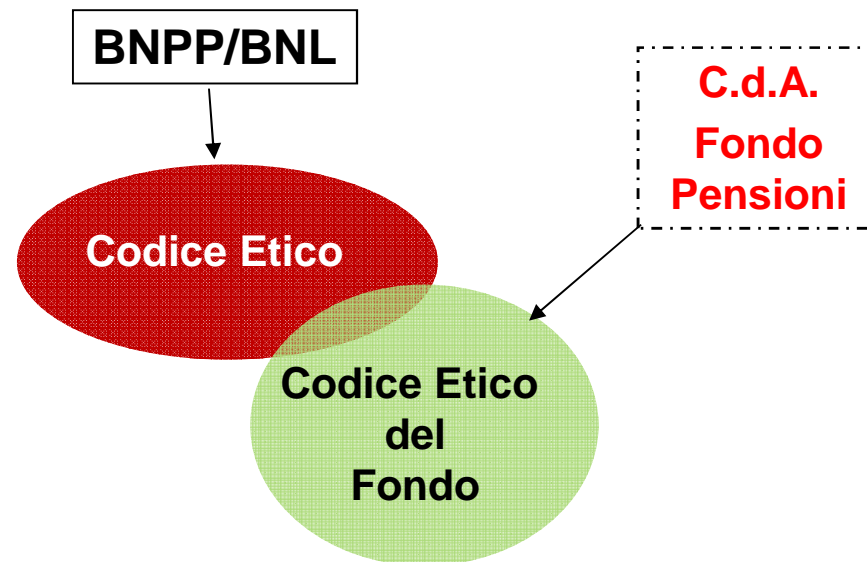 BNPP/BNL
C.d.A.
Fondo
Pensioni
Codice Etico
Codice Etico
del
Fondo